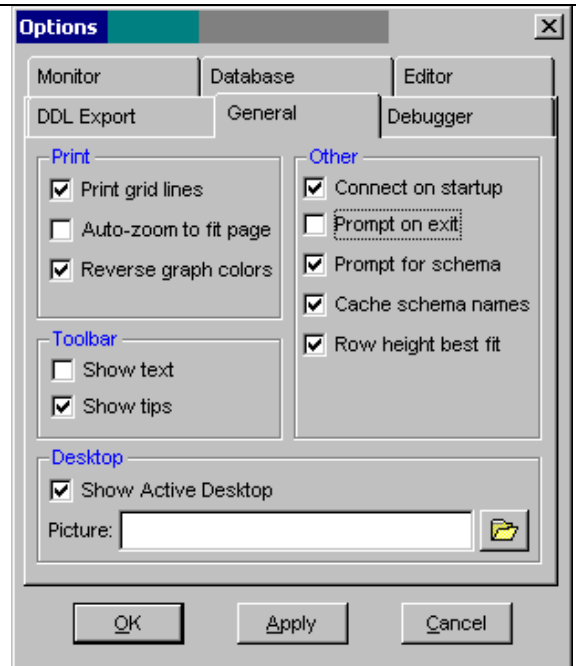 Options
Monitor Database Editor
DDL Export General Debugger
Print
Print grid lines
Auto-zoom to fit page
Reverse graph colors
Toolbar
Show text
Show tips
Other
Connect on startup
Prompt on exit
Prompt for schema
Cache schema names
Row height best fit
Desktop
Show Active Desktop
Picture:
OK Apply Cancel